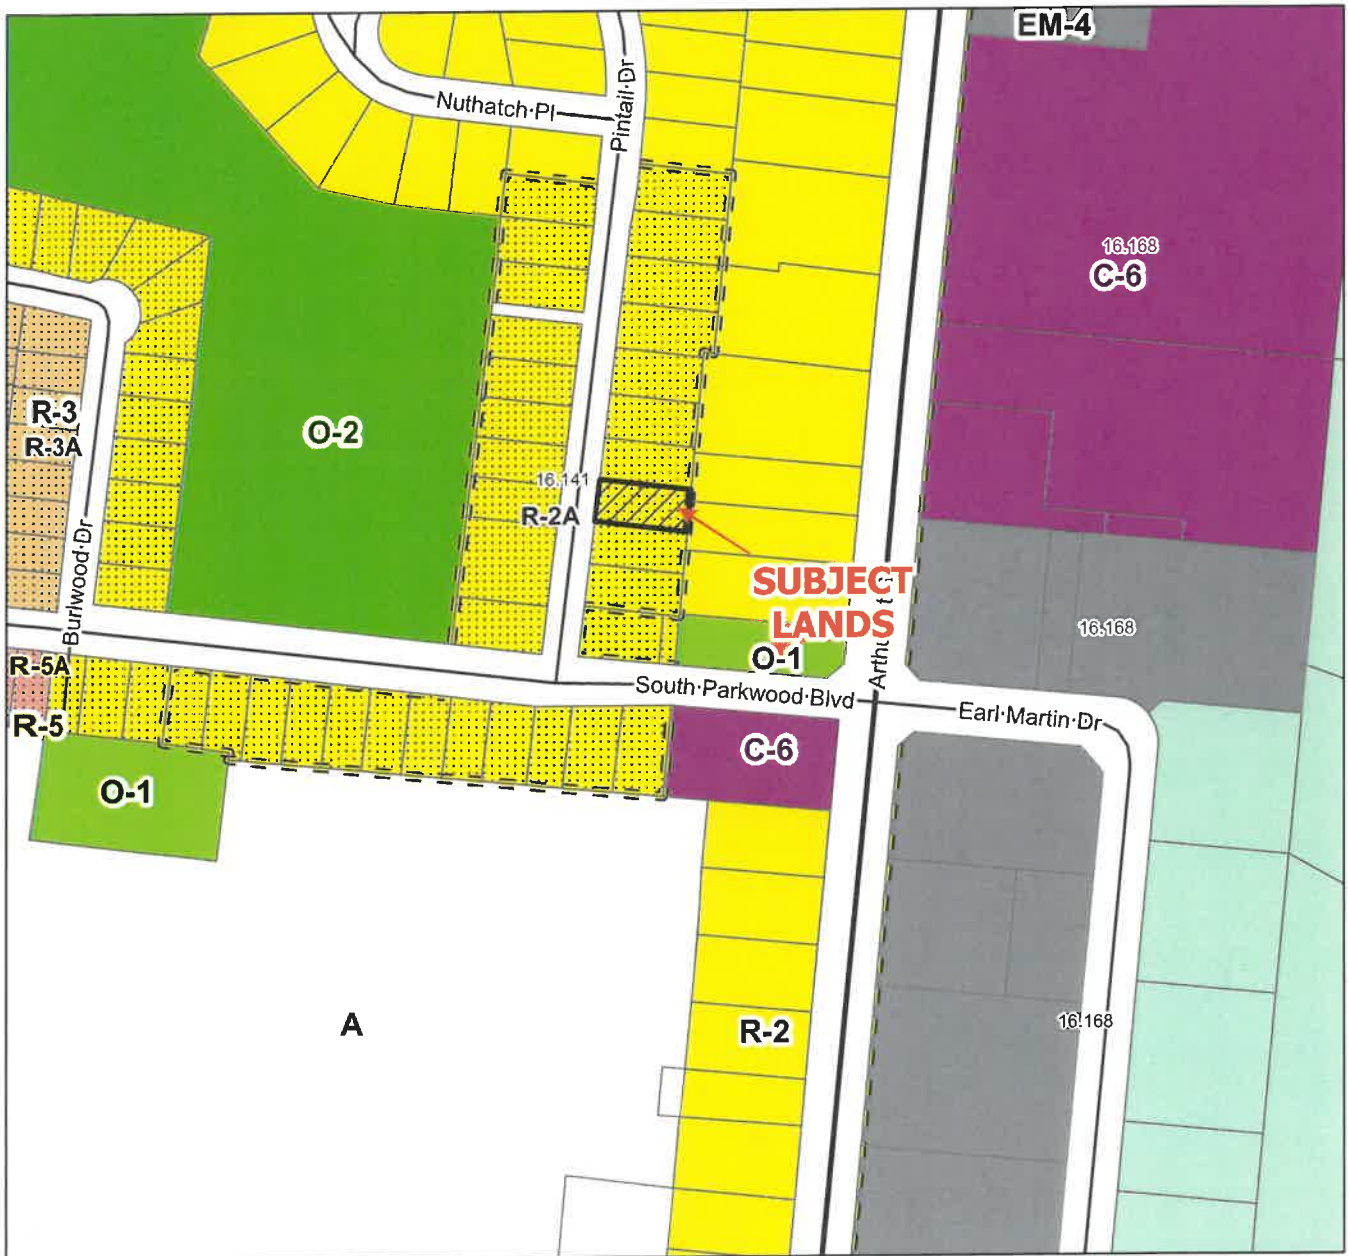 EM-4
Nuthatch·Pl
Pintail·Dr
16.168
C-6
R-3
R-3A
O-2
16.141
R-2A
SUBJECT
LANDS
Burlwood·Dr
16.168
O-1
R-5A
R-5
South·Parkwood·Blvd
Earl·Martin·Dr
C-6
O-1
A
R-2
16.168